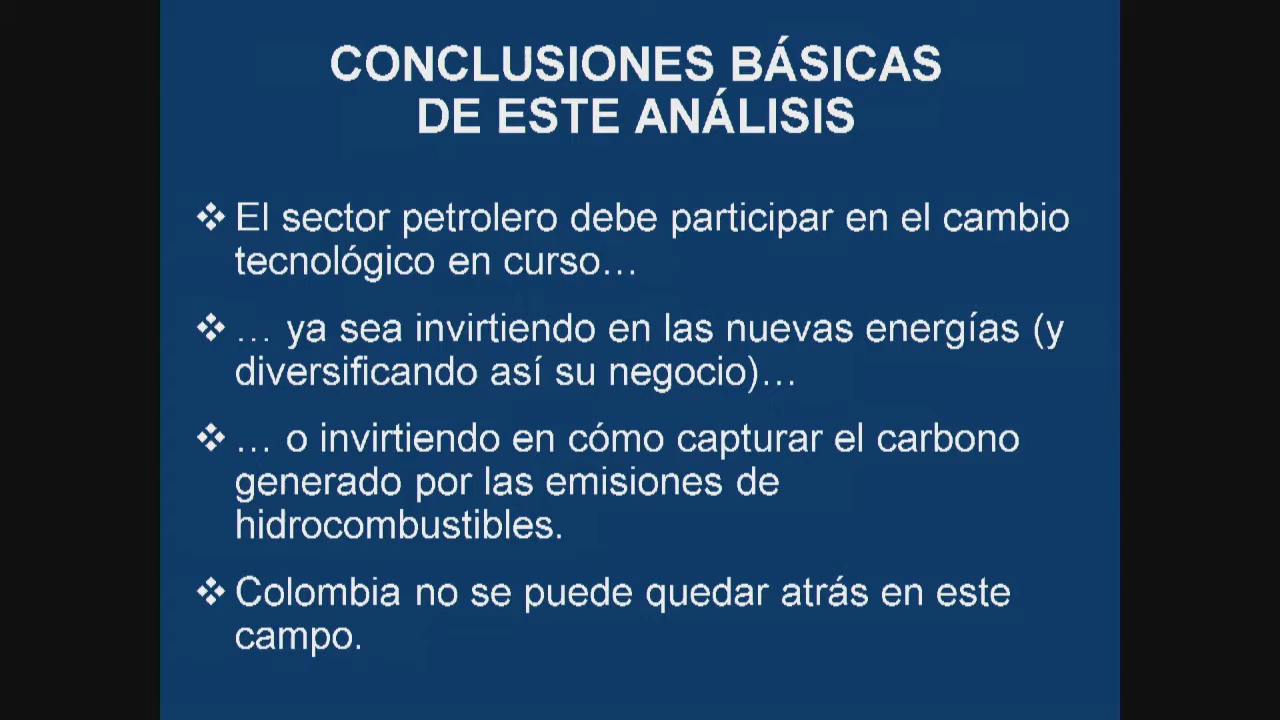 CONCLUSIONES BÁSICAS
DE ESTE ANÁLISIS
❖ El sector petrolero debe participar en el cambio
tecnológico en curso…
❖ … ya sea invirtiendo en las nuevas energías (y
diversificando así su negocio)…
❖ … o invirtiendo en cómo capturar el carbono
generado por las emisiones de
hidrocombustibles.
❖ Colombia no se puede quedar atrás en este
campo.